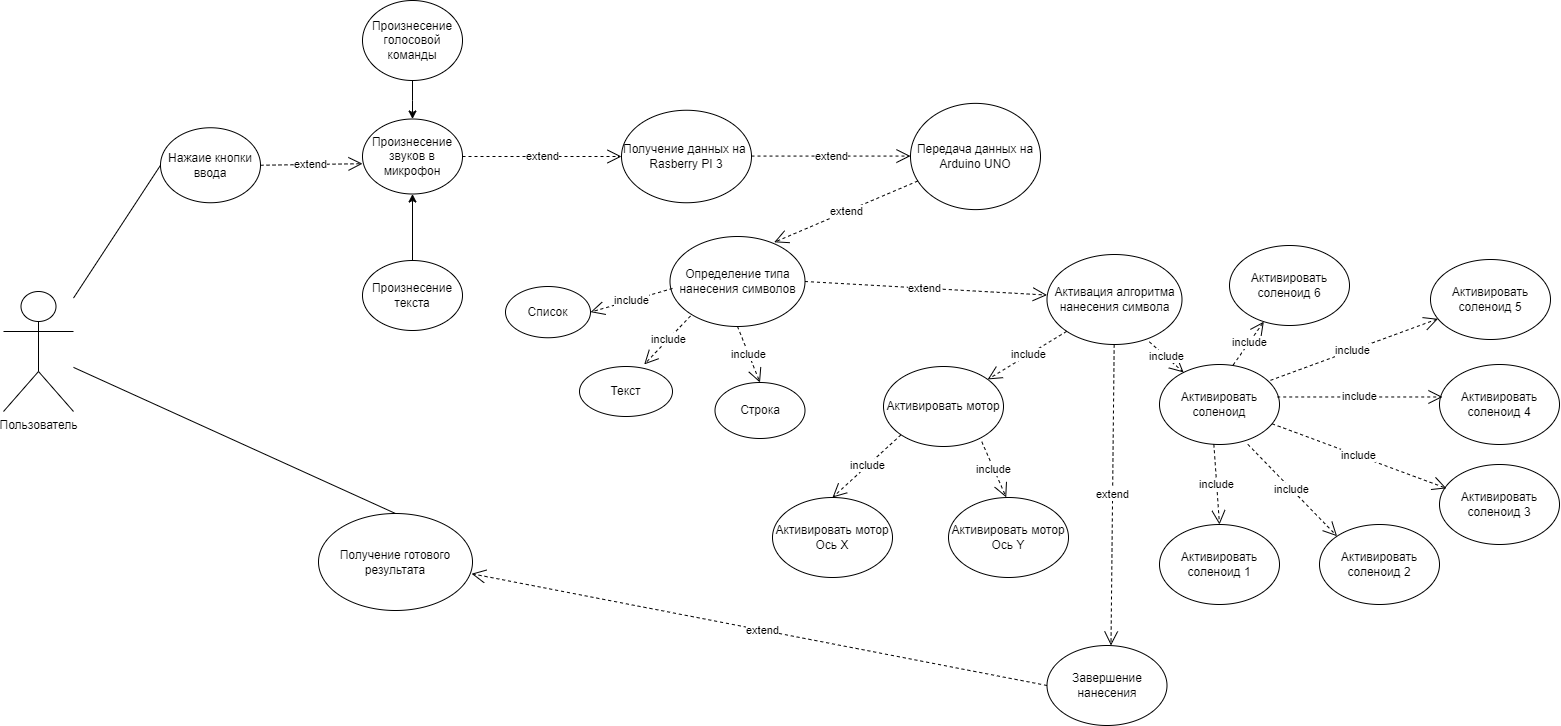 Произнесение
голосовой
команды
Нажаие кнопки
ввода
extend
Произнесение
звуков в
микрофон
extend
Получение данных на
Rasberry PI 3
extend
Передача данных на
Arduino UNO
extend
Произнесение
текста
Пользователь
Определение типа
нанесения символов
include
Список
include
Текст
include
Строка
extend
Активация алгоритма
нанесения символа
include
Активировать мотор
include
Активировать мотор
Ось X
include
Активировать мотор
Ось Y
include
Активировать
соленоид
include
Активировать
соленоид 6
include
Активировать
соленоид 5
include
Активировать
соленоид 4
include
Активировать
соленоид 3
include
Активировать
соленоид 2
include
Активировать
соленоид 1
extend
Завершение
нанесения
extend
Получение готового
результата